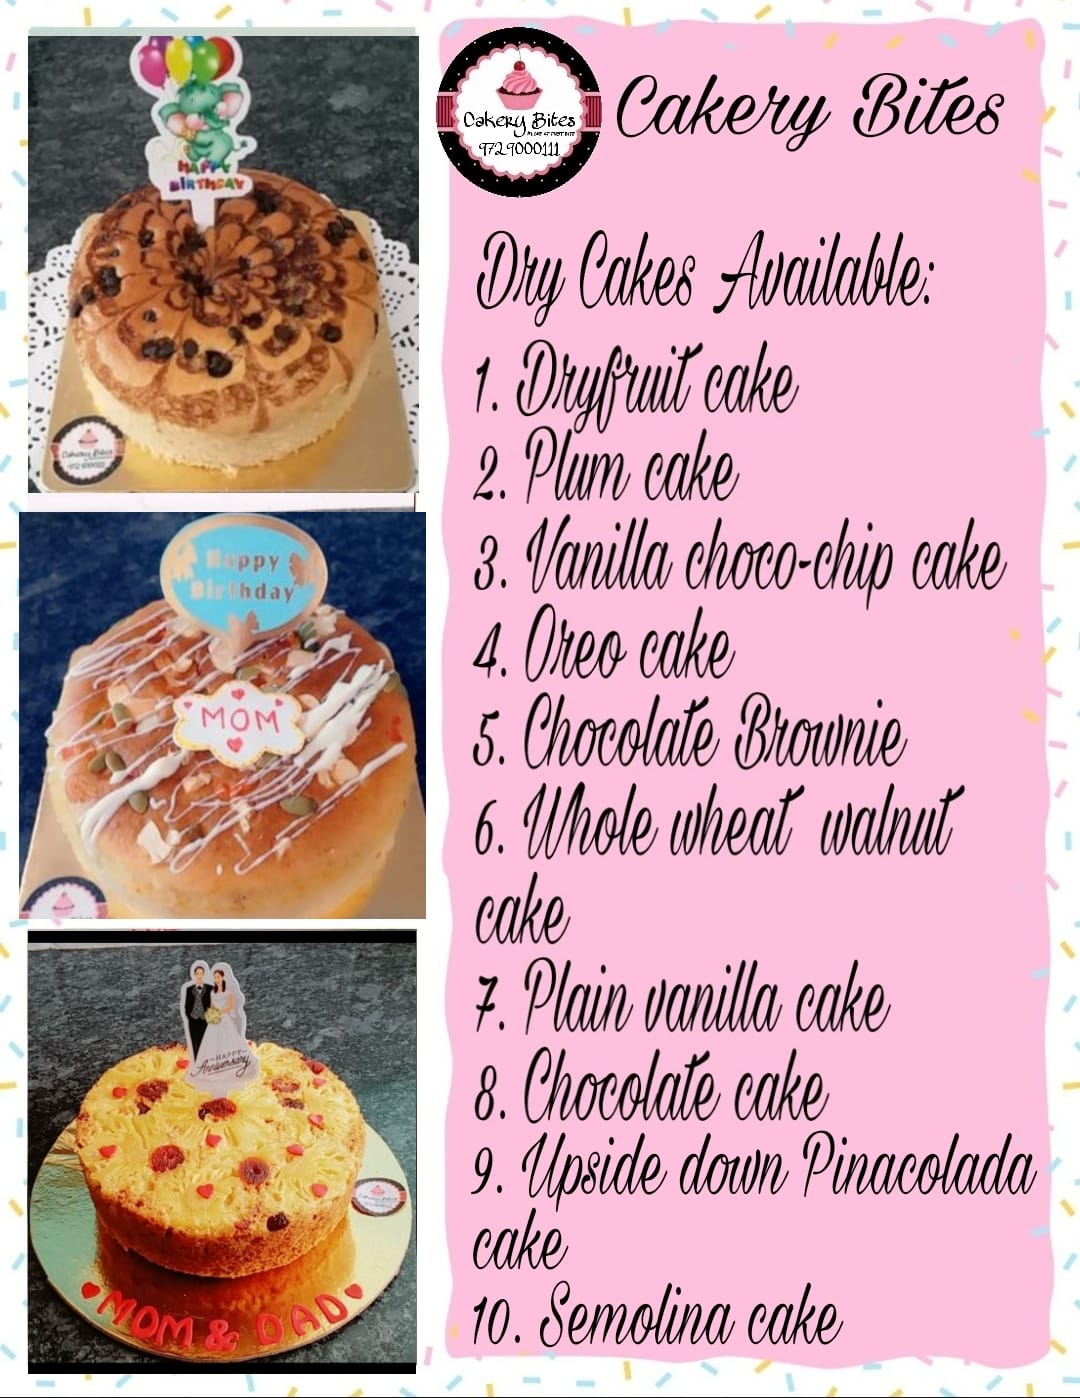 Cakery Bites
9729000111
Cakery Bites
Dry Cakes Available:
1. Dryfruit cake
2. Plum cake
3. Vanilla choco-chip cake
4. Oreo cake
5. Chocolate Brownie
6. Whole wheat walnut
cake
7. Plain vanilla cake
8. Chocolate cake
9. Upside down Pinacolada
cake
10. Semolina cake
HAPPY
BIRTHDAY
Cakery Bites
Happy
Birthday
MOM
HAPPY
Anniversary
Cakery Bites
MOM & DAD